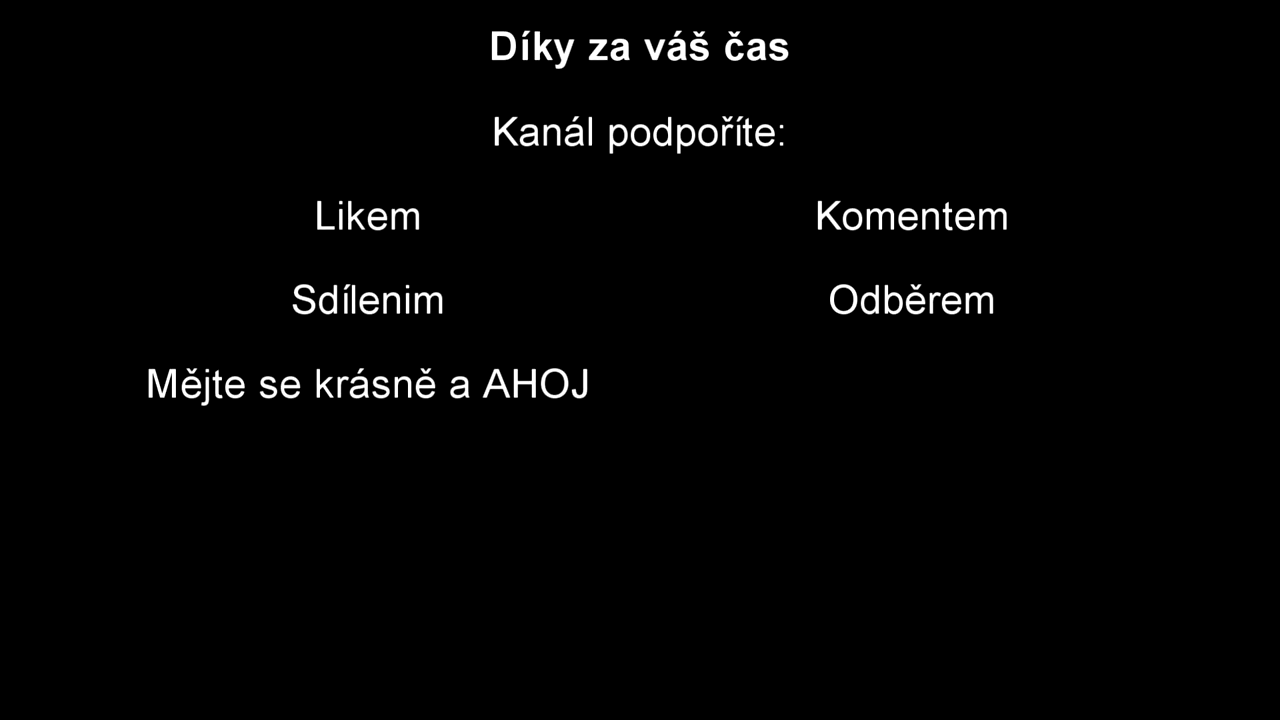 Díky za váš čas
Kanál podpoříte:
Likem Komentem
Sdílenim Odběrem
Mějte se krásně a AHOJ